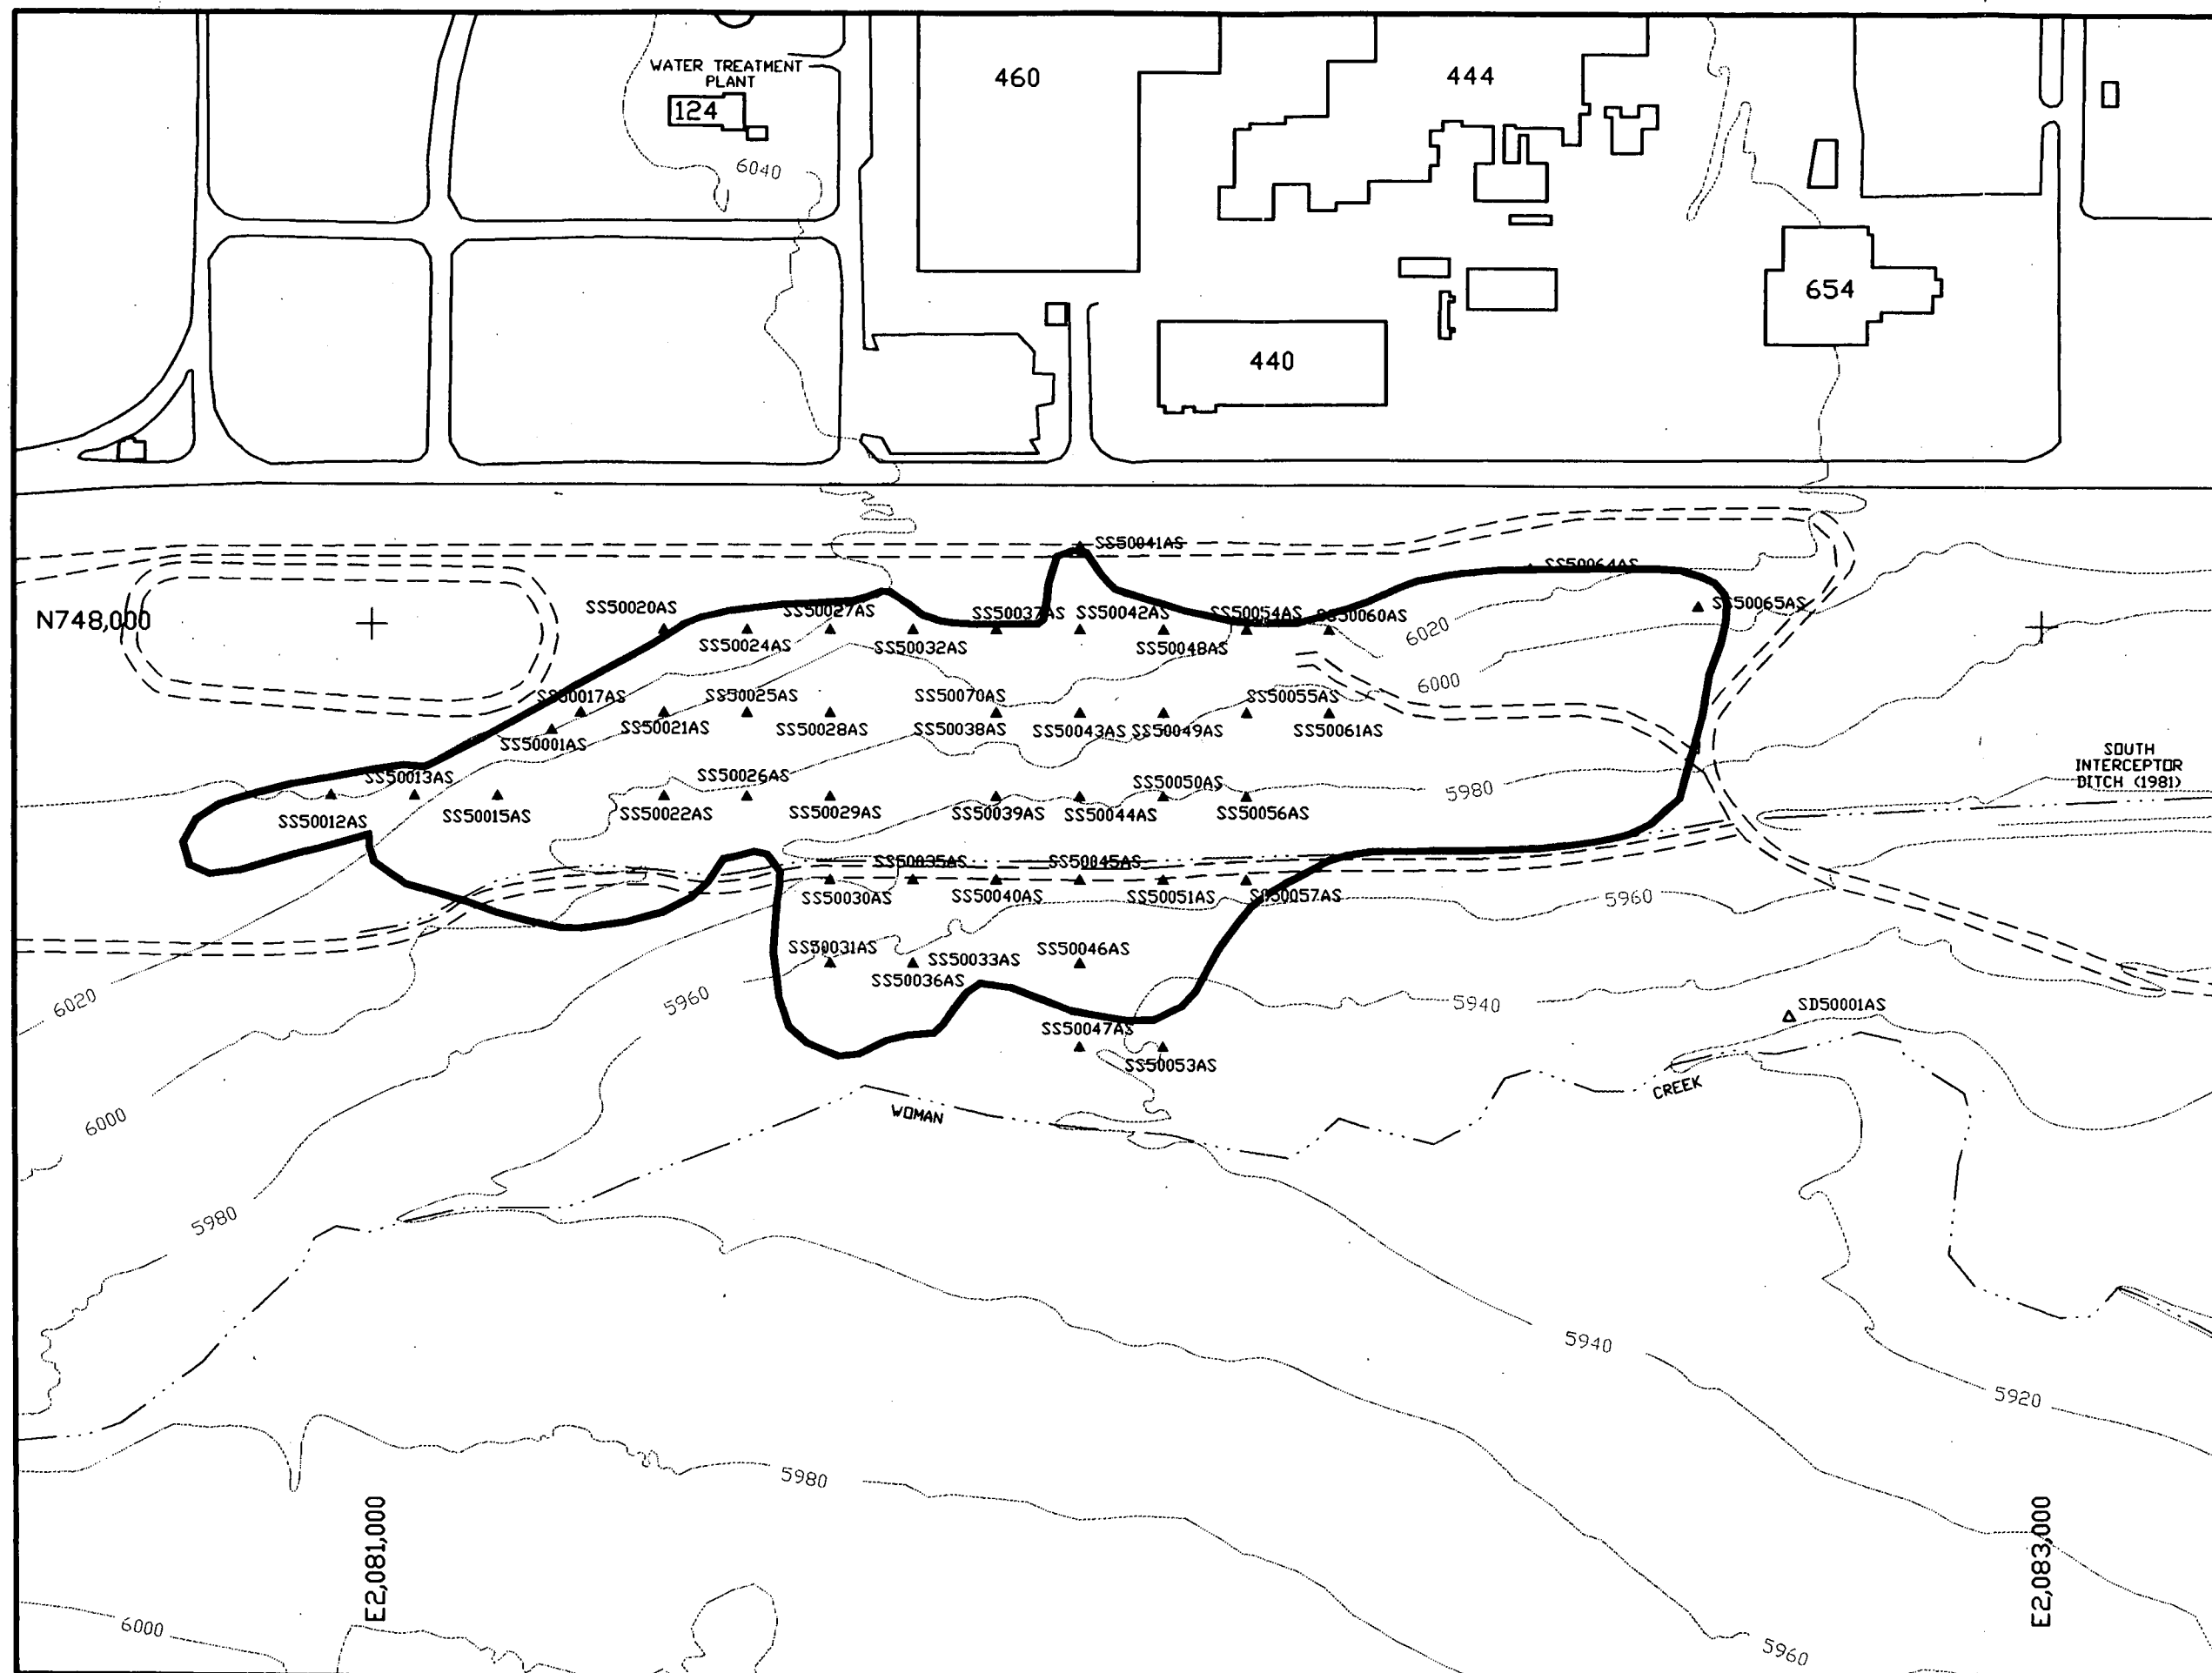 WATER TREATMENT
PLANT
124
460
444
6040
654
440
SS50041AS
SS50064AS
SS50065AS
N748,000
SS50020AS
SS50027AS
SS50037AS
SS50042AS
SS50054AS
SS50060AS
SS50024AS
SS50032AS
SS50048AS
6020
6000
SS50017AS
SS50025AS
SS50070AS
SS50055AS
SS50001AS
SS50021AS
SS50028AS
SS50038AS
SS50043AS
SS50049AS
SS50061AS
SOUTH
INTERCEPTOR
DITCH (1981)
SS50013AS
SS50026AS
SS50050AS
5980
SS50012AS
SS50015AS
SS50022AS
SS50029AS
SS50039AS
SS50044AS
SS50056AS
SS50035AS
SS50045AS
SS50030AS
SS50040AS
SS50051AS
SS50057AS
5960
SS50031AS
SS50033AS
SS50046AS
SS50036AS
6020
5960
5940
SD50001AS
SS50047AS
SS50053AS
WOMAN
CREEK
6000
5980
5940
5920
5980
E2,081,000
E2,083,000
6000
5960